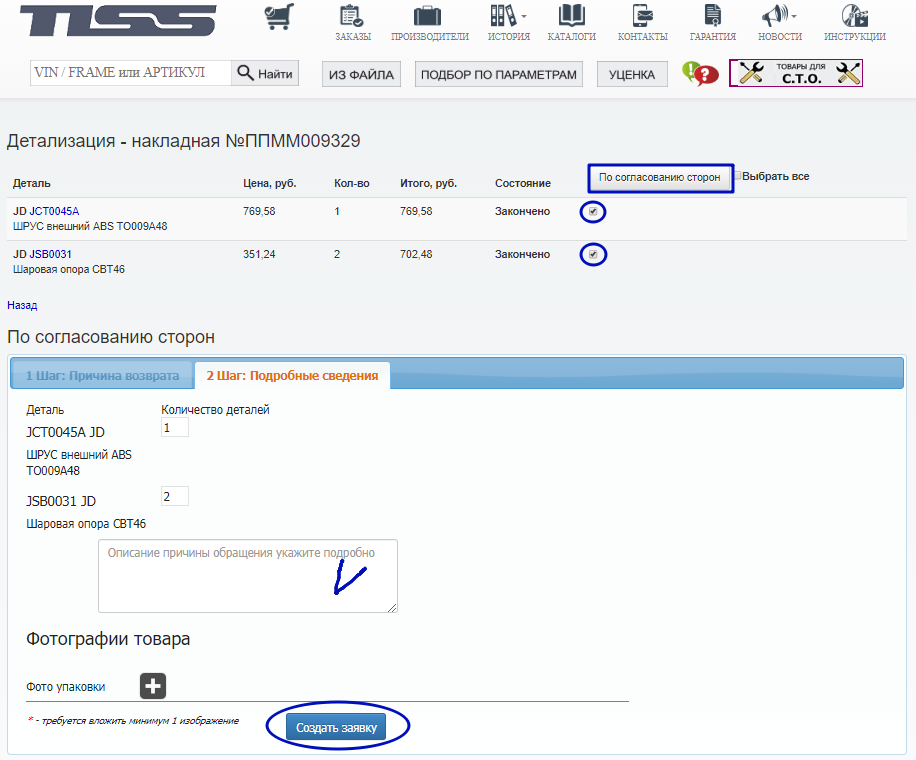 TISS
ЗАКАЗЫ
ПРОИЗВОДИТЕЛИ
ИСТОРИЯ
КАТАЛОГИ
КОНТАКТЫ
ГАРАНТИЯ
НОВОСТИ
ИНСТРУКЦИИ
VIN / FRAME или АРТИКУЛ
Найти
ИЗ ФАЙЛА
ПОДБОР ПО ПАРАМЕТРАМ
УЦЕНКА
ТОВАРЫ ДЛЯ
С.Т.О.
Детализация - накладная №ППММ009329
Деталь Цена, руб. Кол-во Итого, руб. Состояние По согласованию сторон Выбрать все
JD JCT0045A 769,58 1 769,58 Закончено
ШРУС внешний ABS TO009A48
JD JSB0031 351,24 2 702,48 Закончено
Шаровая опора CBT46
Назад
По согласованию сторон
1 Шаг: Причина возврата 2 Шаг: Подробные сведения
Деталь Количество деталей
JCT0045A JD 1
ШРУС внешний ABS
TO009A48
JSB0031 JD 2
Шаровая опора CBT46
Описание причины обращения укажите подробно
Фотографии товара
Фото упаковки
* - требуется вложить минимум 1 изображение
Создать заявку